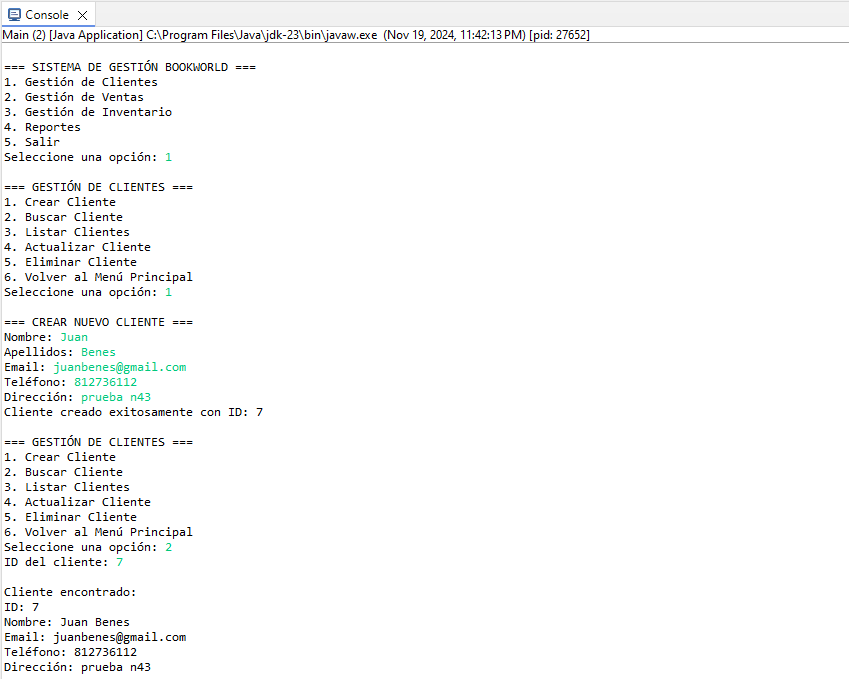 Console
Main (2) [Java Application] C:\Program Files\Java\jdk-23\bin\javaw.exe (Nov 19, 2024, 11:42:13 PM) [pid: 27652]
=== SISTEMA DE GESTIÓN BOOKWORLD ===
1. Gestión de Clientes
2. Gestión de Ventas
3. Gestión de Inventario
4. Reportes
5. Salir
Seleccione una opción: 1
=== GESTIÓN DE CLIENTES ===
1. Crear Cliente
2. Buscar Cliente
3. Listar Clientes
4. Actualizar Cliente
5. Eliminar Cliente
6. Volver al Menú Principal
Seleccione una opción: 1
=== CREAR NUEVO CLIENTE ===
Nombre: Juan
Apellidos: Benes
Email: juanbenes@gmail.com
Teléfono: 812736112
Dirección: prueba n43
Cliente creado exitosamente con ID: 7
=== GESTIÓN DE CLIENTES ===
1. Crear Cliente
2. Buscar Cliente
3. Listar Clientes
4. Actualizar Cliente
5. Eliminar Cliente
6. Volver al Menú Principal
Seleccione una opción: 2
ID del cliente: 7
Cliente encontrado:
ID: 7
Nombre: Juan Benes
Email: juanbenes@gmail.com
Teléfono: 812736112
Dirección: prueba n43